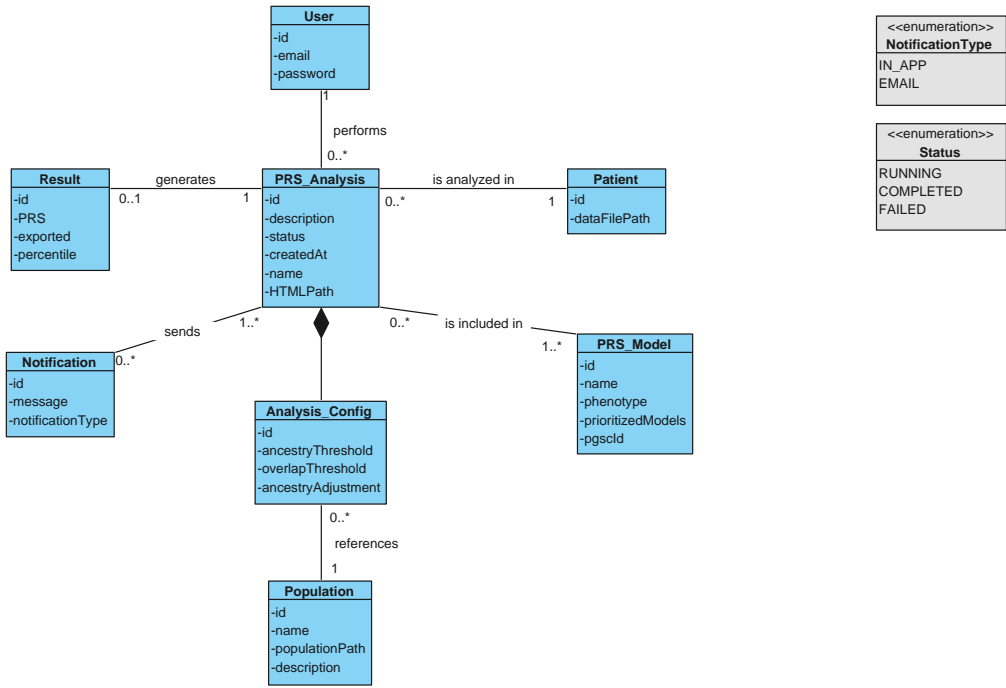 User
-id
-email
-password
1
performs
0..*
<<enumeration>>
NotificationType
IN_APP
EMAIL
<<enumeration>>
Status
RUNNING
COMPLETED
FAILED
Result
-id
-PRS
-exported
-percentile
generates
0..1
1
PRS_Analysis
-id
-description
-status
-createdAt
-name
-HTMLPath
is analyzed in
0..*
1
Patient
-id
-dataFilePath
sends
1..*
0..*
Notification
-id
-message
-notificationType
is included in
0..*
1..*
PRS_Model
-id
-name
-phenotype
-prioritizedModels
-pgscId
Analysis_Config
-id
-ancestryThreshold
-overlapThreshold
-ancestryAdjustment
0..*
references
1
Population
-id
-name
-populationPath
-description